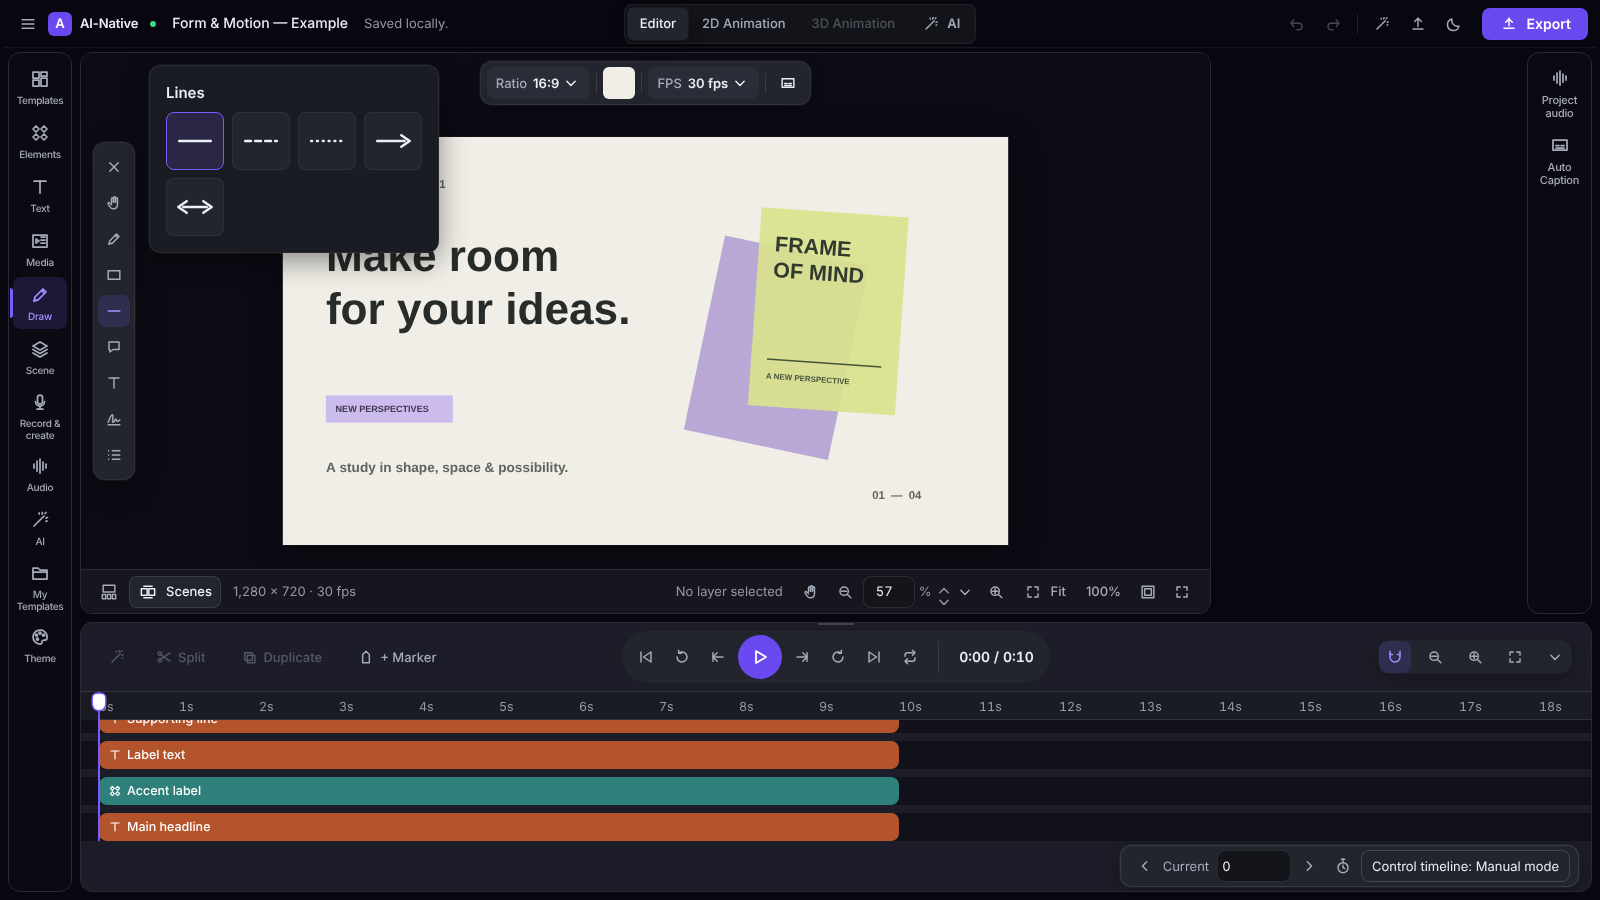 A AI-Native Form & Motion — Example Saved locally.
Editor 2D Animation 3D Animation AI
Export
Templates
Elements
Text
Media
Draw
Scene
Record &
create
Audio
AI
My
Templates
Theme
Lines
Ratio 16:9 FPS 30 fps
1
Make room
for your ideas.
NEW PERSPECTIVES
A study in shape, space & possibility.
FRAME
OF MIND
A NEW PERSPECTIVE
01 — 04
Project
audio
Auto
Caption
Scenes 1,280 × 720 · 30 fps
No layer selected 57 % Fit 100%
Split Duplicate + Marker
0:00 / 0:10
s 1s 2s 3s 4s 5s 6s 7s 8s 9s 10s 11s 12s 13s 14s 15s 16s 17s 18s
Supporting line
Label text
Accent label
Main headline
Current 0 Control timeline: Manual mode